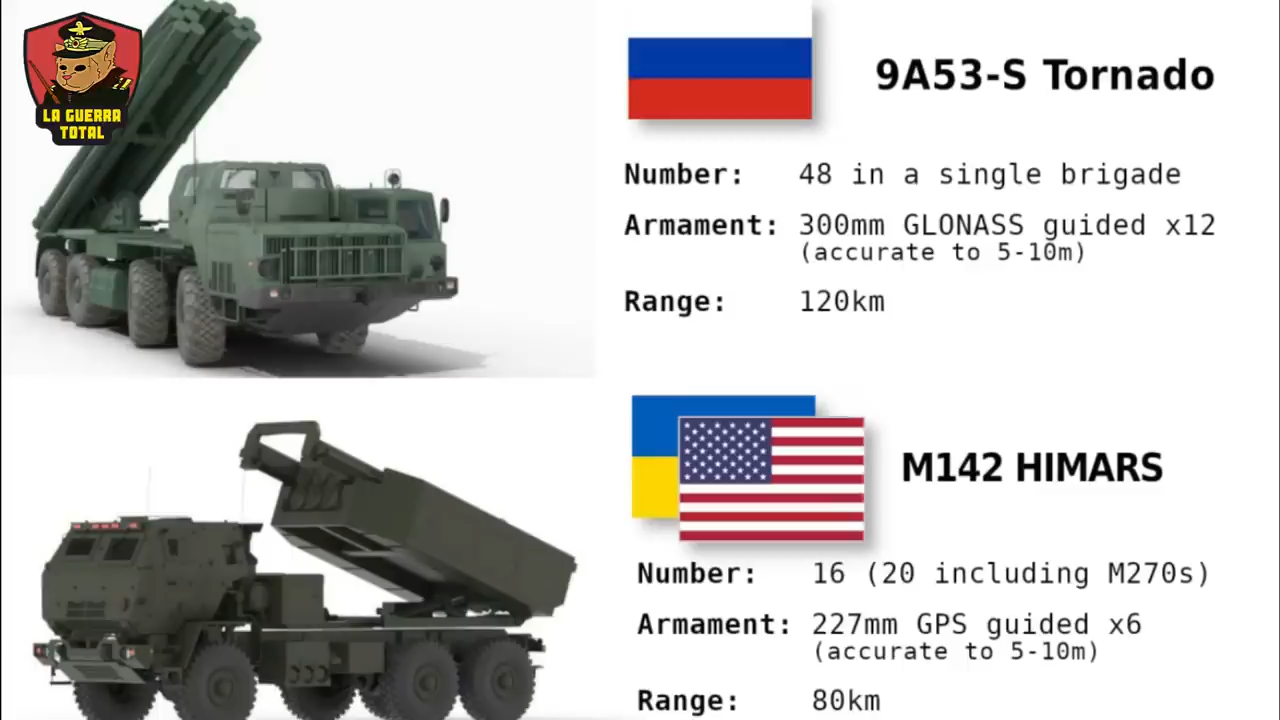 LA GUERRA
TOTAL
9A53-S Tornado
Number: 48 in a single brigade
Armament: 300mm GLONASS guided x12
(accurate to 5-10m)
Range: 120km
M142 HIMARS
Number: 16 (20 including M270s)
Armament: 227mm GPS guided x6
(accurate to 5-10m)
Range: 80km